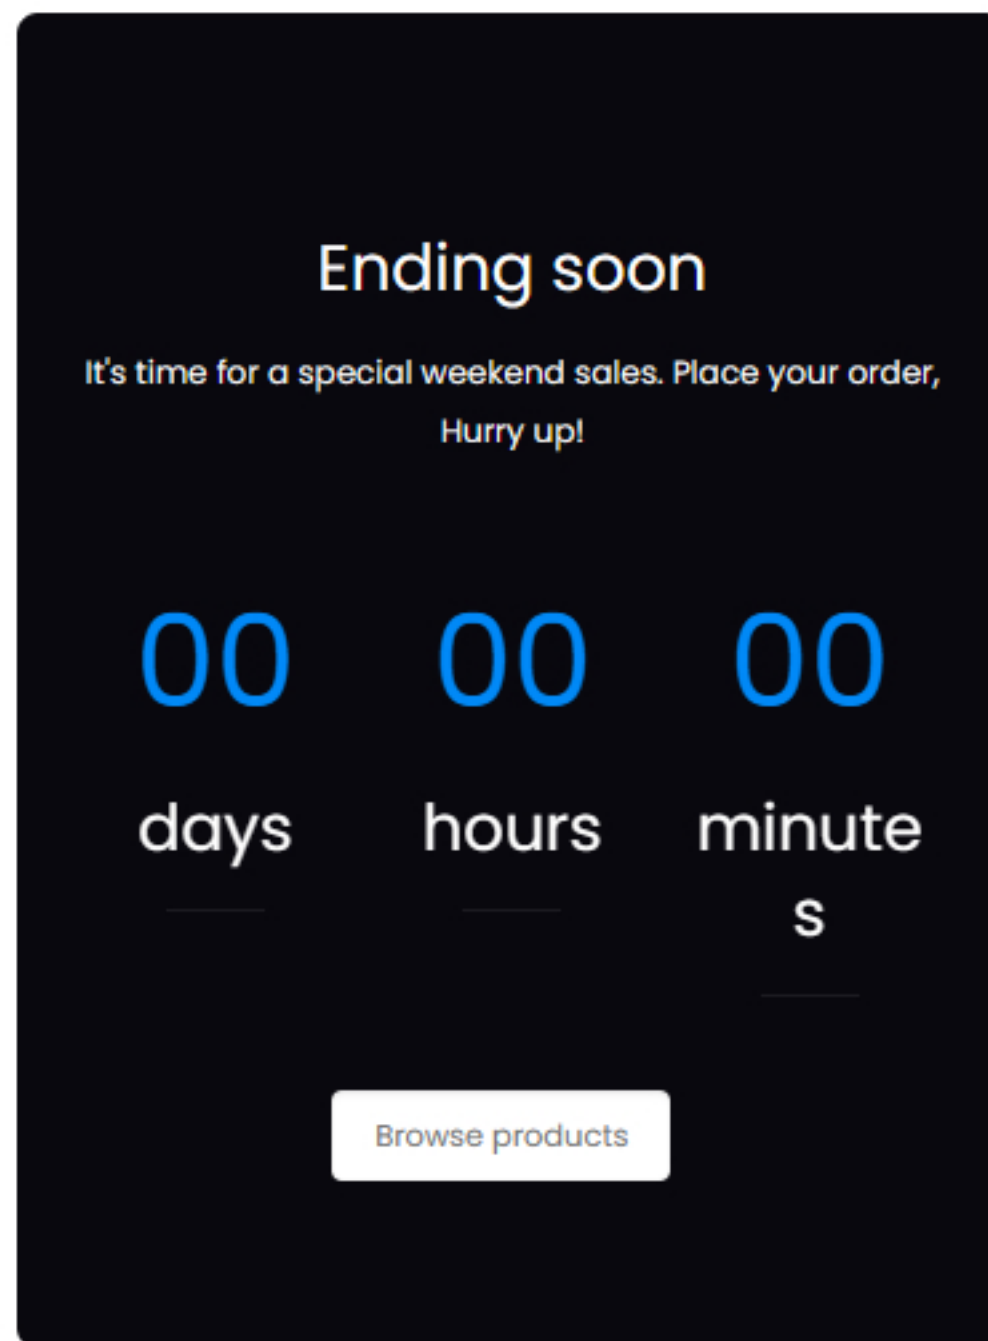 Ending soon
It's time for a special weekend sales. Place your order,
Hurry up!
00 00 00
days hours minute
s
Browse products